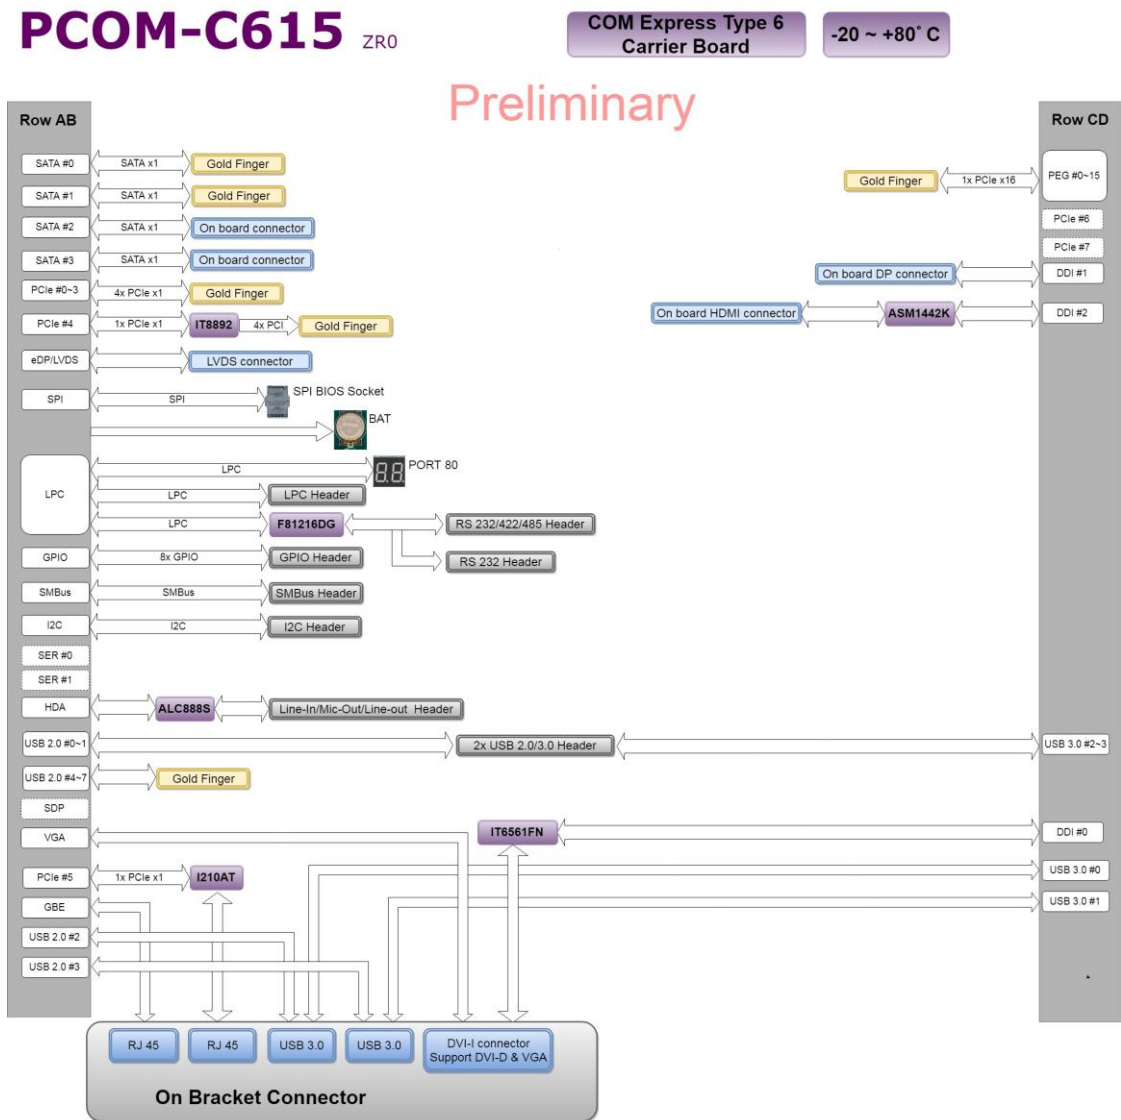 PCOM-C615 ZR0
COM Express Type 6
Carrier Board
-20 ~ +80° C
Preliminary
Row AB
Row CD
SATA #0
SATA x1
Gold Finger
SATA #1
SATA x1
Gold Finger
SATA #2
SATA x1
On board connector
SATA #3
SATA x1
On board connector
PCIe #0~3
4x PCIe x1
Gold Finger
PCIe #4
1x PCIe x1
IT8892
4x PCI
Gold Finger
eDP/LVDS
LVDS connector
SPI
SPI
SPI BIOS Socket
BAT
LPC
LPC
PORT 80
LPC
LPC Header
LPC
F81216DG
RS 232/422/485 Header
RS 232 Header
GPIO
8x GPIO
GPIO Header
SMBus
SMBus
SMBus Header
I2C
I2C
I2C Header
SER #0
SER #1
HDA
ALC888S
Line-In/Mic-Out/Line-out Header
USB 2.0 #0~1
2x USB 2.0/3.0 Header
USB 3.0 #2~3
USB 2.0 #4~7
Gold Finger
SDP
VGA
IT6561FN
DDI #0
PCIe #5
1x PCIe x1
I210AT
USB 3.0 #0
GBE
USB 3.0 #1
USB 2.0 #2
USB 2.0 #3
Gold Finger
1x PCIe x16
PEG #0~15
PCIe #6
PCIe #7
On board DP connector
DDI #1
On board HDMI connector
ASM1442K
DDI #2
RJ 45
RJ 45
USB 3.0
USB 3.0
DVI-I connector
Support DVI-D & VGA
On Bracket Connector